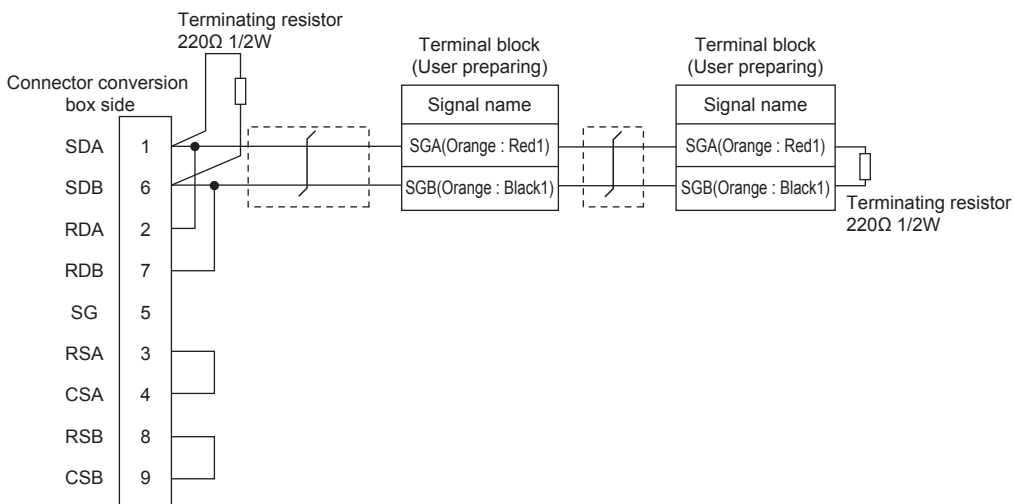 Terminating resistor
220Ω 1/2W
Connector conversion
box side
Terminal block
(User preparing)
Terminal block
(User preparing)
Signal name
Signal name
SDA 1
SGA(Orange : Red1)
SGA(Orange : Red1)
SDB 6
SGB(Orange : Black1)
SGB(Orange : Black1)
Terminating resistor
220Ω 1/2W
RDA 2
RDB 7
SG 5
RSA 3
CSA 4
RSB 8
CSB 9